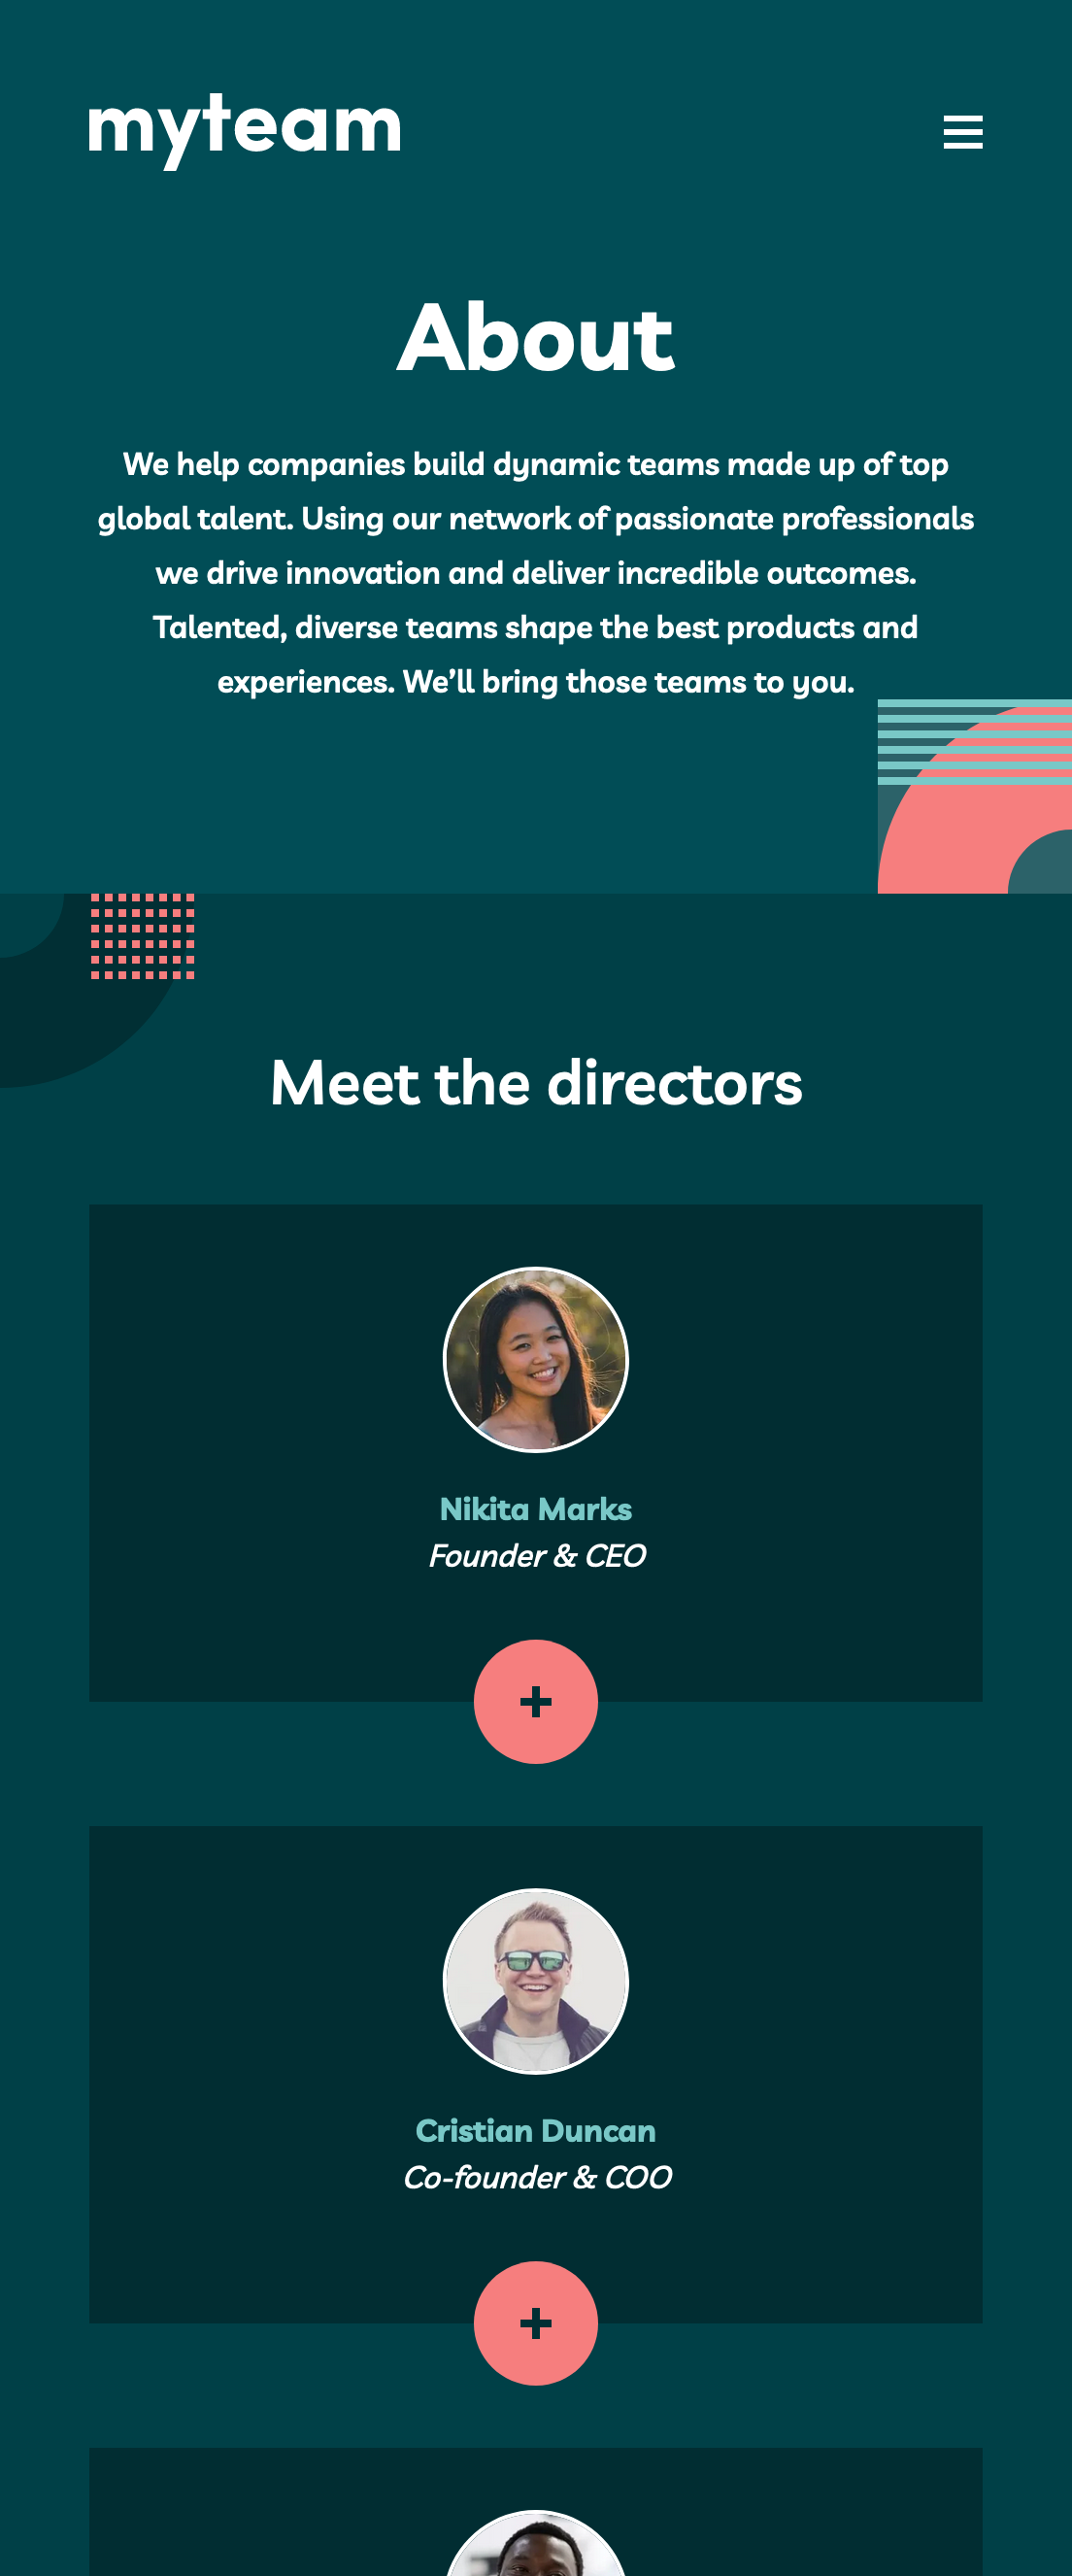 myteam
About
We help companies build dynamic teams made up of top
global talent. Using our network of passionate professionals
we drive innovation and deliver incredible outcomes.
Talented, diverse teams shape the best products and
experiences. We’ll bring those teams to you.
Meet the directors
Nikita Marks
Founder & CEO
Cristian Duncan
Co-founder & COO